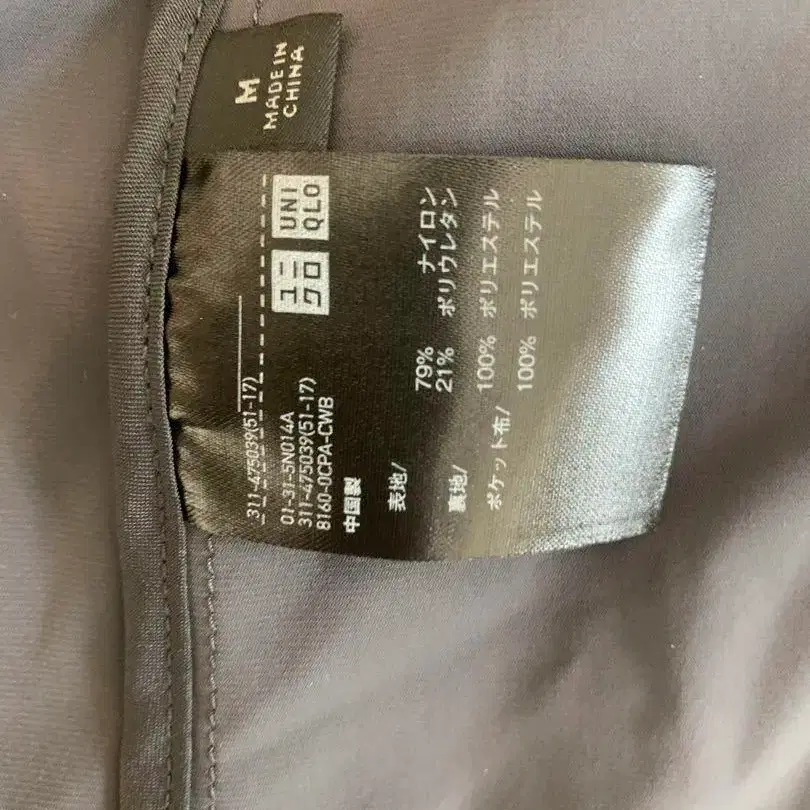 M
MADE IN
CHINA
311-475039(51-17)
ユニクロ
UNIQLO
01-31-5N014A
311-475039(51-17)
8160-0CPA-CWB
中国製
表地/ 79% ナイロン
21% ポリウレタン
裏地/ 100% ポリエステル
ポケット布/ 100% ポリエステル